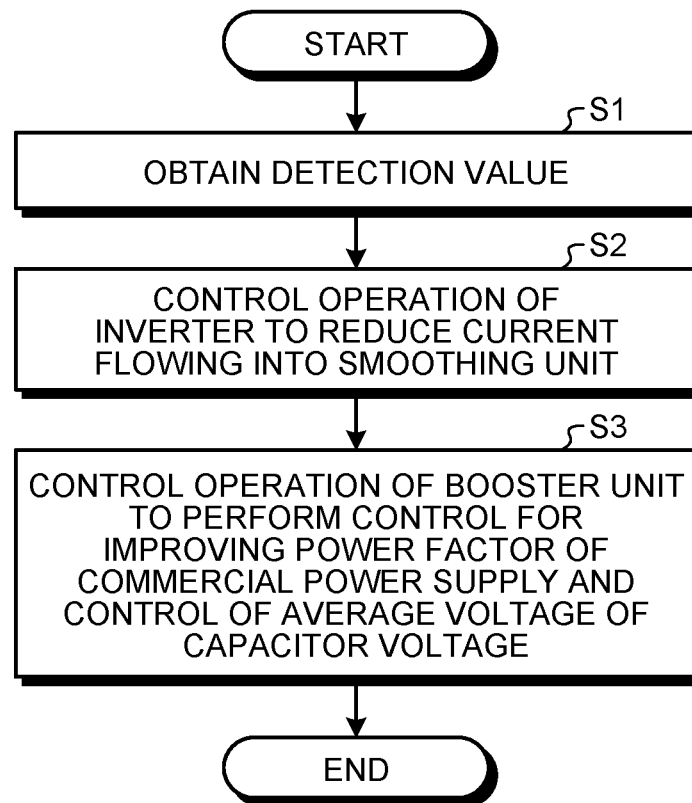 START
S1
OBTAIN DETECTION VALUE
S2
CONTROL OPERATION OF
INVERTER TO REDUCE CURRENT
FLOWING INTO SMOOTHING UNIT
S3
CONTROL OPERATION OF BOOSTER UNIT
TO PERFORM CONTROL FOR
IMPROVING POWER FACTOR OF
COMMERCIAL POWER SUPPLY AND
CONTROL OF AVERAGE VOLTAGE OF
CAPACITOR VOLTAGE
END